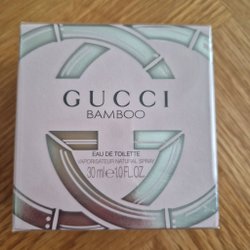 GUCCI
BAMBOO
EAU DE TOILETTE
VAPORISATEUR NATURAL SPRAY
30 ml ℮ 1.0 FL.OZ.